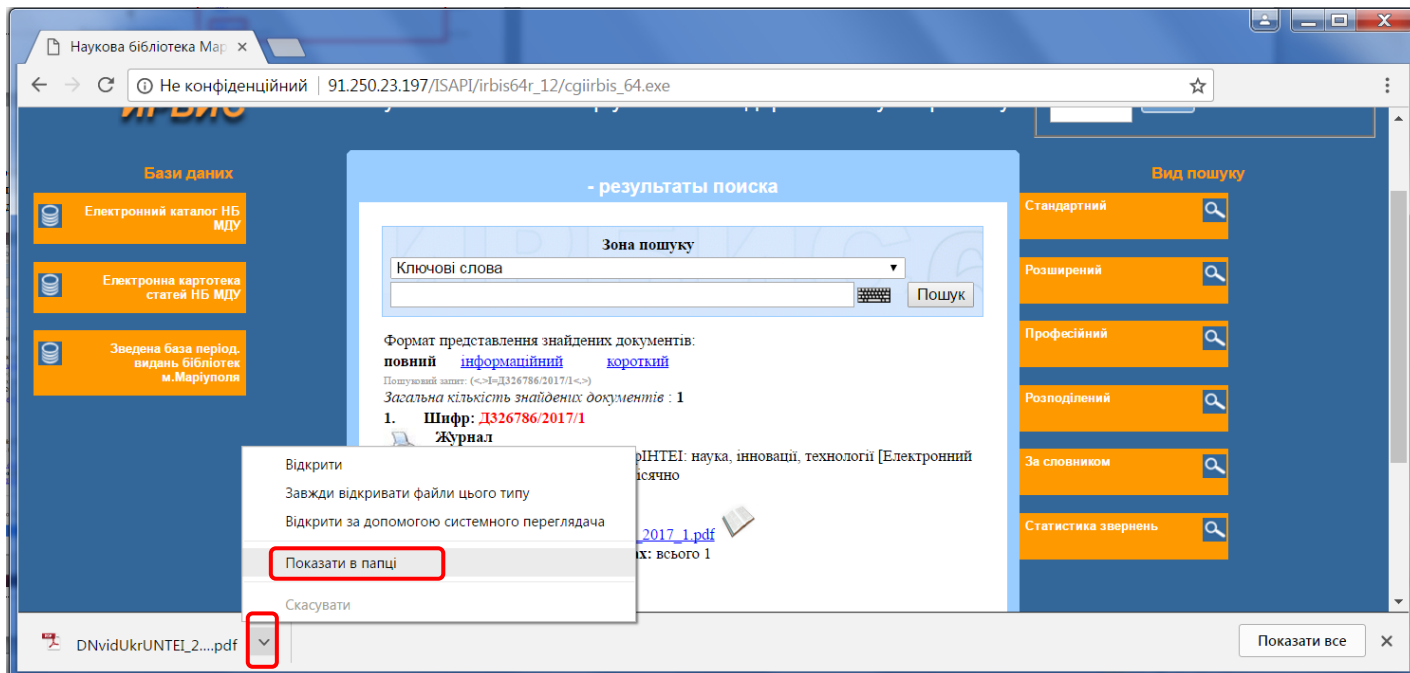 Наукова бібліотека Мар
Не конфіденційний | 91.250.23.197/ISAPI/irbis64r_12/cgiirbis_64.exe
ИРБИС
Бази даних
Електронний каталог НБ
МДУ
Електронна картотека
статей НБ МДУ
Зведена база період.
видань бібліотек
м.Маріуполя
- результаты поиска
Зона пошуку
Ключові слова
Пошук
Формат представлення знайдених документів:
повний інформаційний короткий
Пошуковий запит: (<.>I=Д326786/2017/1<.>)
Засальна кількість знайдених документів : 1
1. Шифр: Д326786/2017/1
Журнал
рІНТЕІ: наука, інновації, технології [Електронний
ісячно
_2017_1.pdf
ах: всього 1
Вид пошуку
Стандартний
Розширений
Професійний
Розподілений
За словником
Статистика звернень
Відкрити
Завжди відкривати файли цього типу
Відкрити за допомогою системного переглядача
Показати в папці
Скасувати
DNvidUkrUNTEI_2....pdf
Показати все